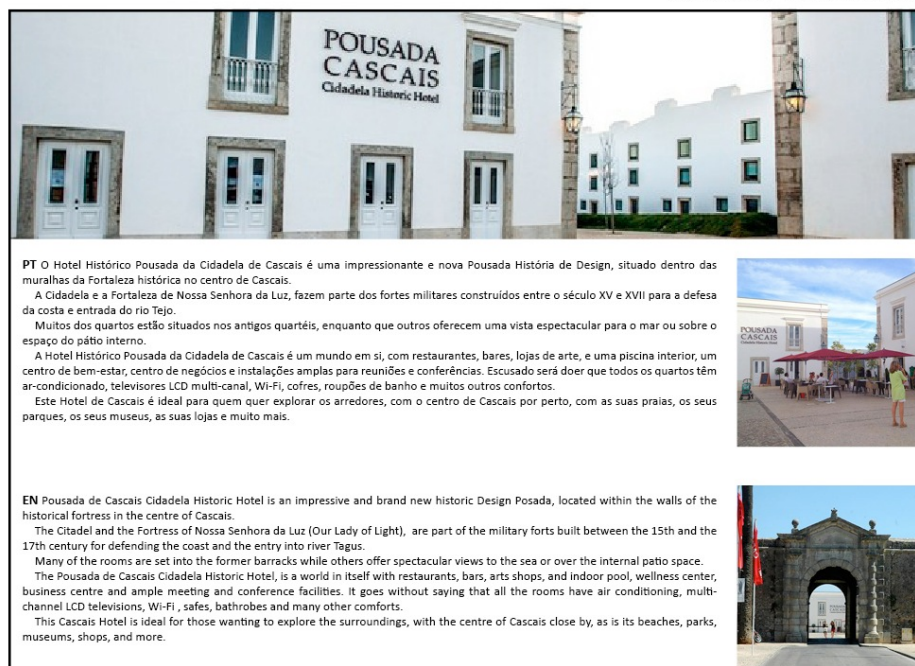 POUSADA
CASCAIS
Cidadela Historic Hotel
PT O Hotel Histórico Pousada da Cidadela de Cascais é uma impressionante e nova Pousada História de Design, situado dentro das
muralhas da Fortaleza histórica no centro de Cascais.
A Cidadela e a Fortaleza de Nossa Senhora da Luz, fazem parte dos fortes militares construídos entre o século XV e XVII para a defesa
da costa e entrada do rio Tejo.
Muitos dos quartos estão situados nos antigos quartéis, enquanto que outros oferecem uma vista espectacular para o mar ou sobre o
espaço do pátio interno.
A Hotel Histórico Pousada da Cidadela de Cascais é um mundo em si, com restaurantes, bares, lojas de arte, e uma piscina interior, um
centro de bem-estar, centro de negócios e instalações amplas para reuniões e conferências. Escusado será doer que todos os quartos têm
ar-condicionado, televisores LCD multi-canal, Wi-Fi, cofres, roupões de banho e muitos outros confortos.
Este Hotel de Cascais é ideal para quem quer explorar os arredores, com o centro de Cascais por perto, com as suas praias, os seus
parques, os seus museus, as suas lojas e muito mais.
POUSADA
CASCAIS
Cidadela Historic Hotel
EN Pousada de Cascais Cidadela Historic Hotel is an impressive and brand new historic Design Posada, located within the walls of the
historical fortress in the centre of Cascais.
The Citadel and the Fortress of Nossa Senhora da Luz (Our Lady of Light), are part of the military forts built between the 15th and the
17th century for defending the coast and the entry into river Tagus.
Many of the rooms are set into the former barracks while others offer spectacular views to the sea or over the internal patio space.
The Pousada de Cascais Cidadela Historic Hotel, is a world in itself with restaurants, bars, arts shops, and indoor pool, wellness center,
business centre and ample meeting and conference facilities. It goes without saying that all the rooms have air conditioning, multi-
channel LCD televisions, Wi-Fi , safes, bathrobes and many other comforts.
This Cascais Hotel is ideal for those wanting to explore the surroundings, with the centre of Cascais close by, as is its beaches, parks,
museums, shops, and more.